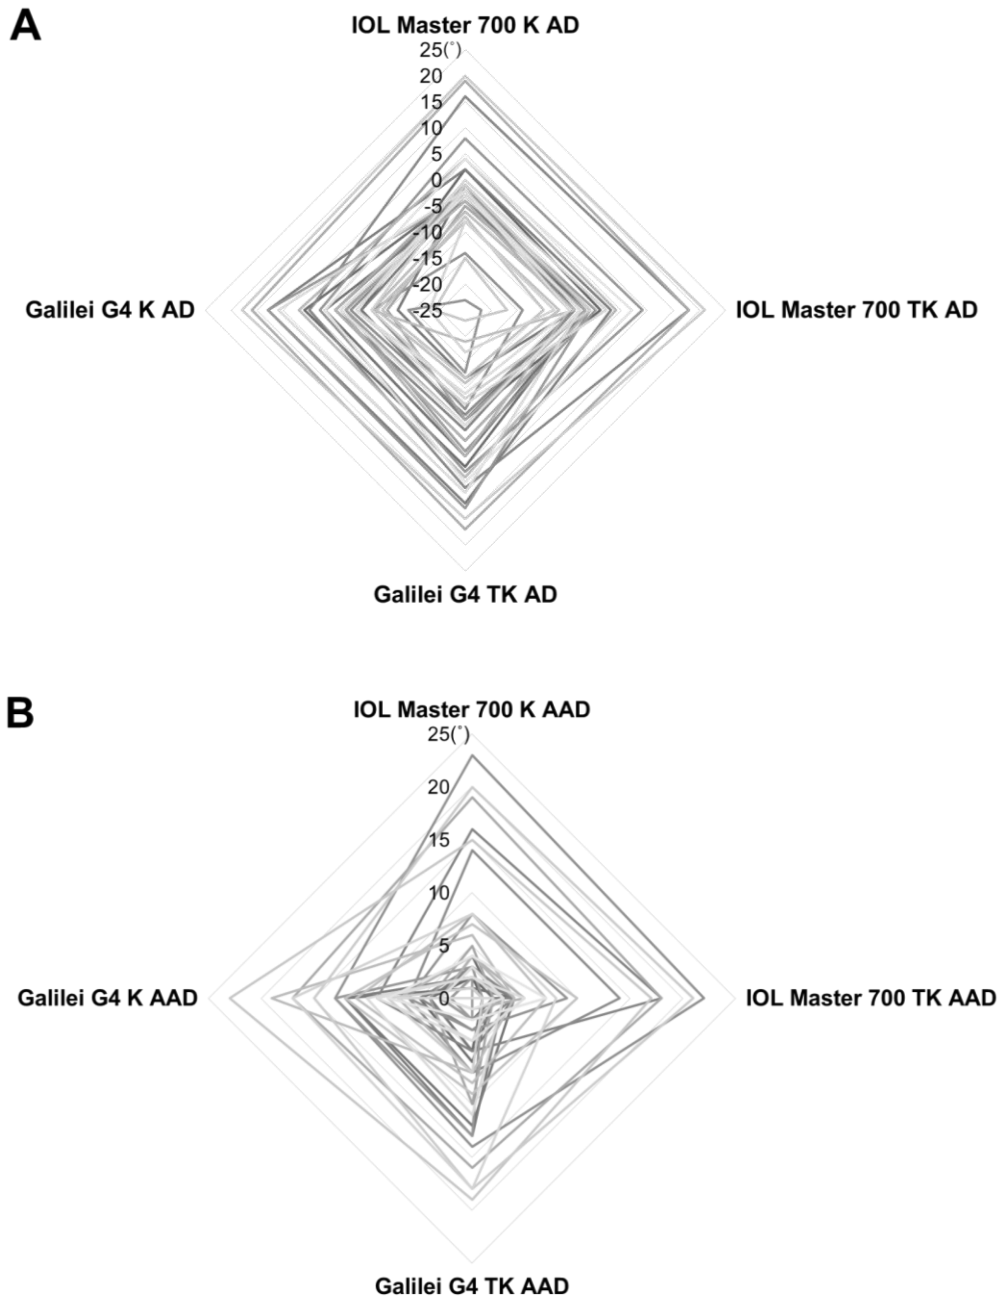 A
IOL Master 700 K AD
25(°)
20
15
10
5
0
-5
-10
-15
-20
-25
Galilei G4 K AD
IOL Master 700 TK AD
Galilei G4 TK AD
B
IOL Master 700 K AAD
25(°)
20
15
10
5
0
Galilei G4 K AAD
IOL Master 700 TK AAD
Galilei G4 TK AAD